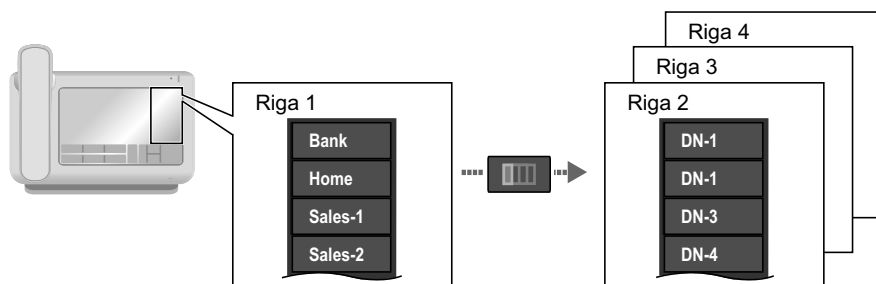 Riga 4
Riga 3
Riga 1
Riga 2
Bank
Home
Sales-1
Sales-2
DN-1
DN-1
DN-3
DN-4